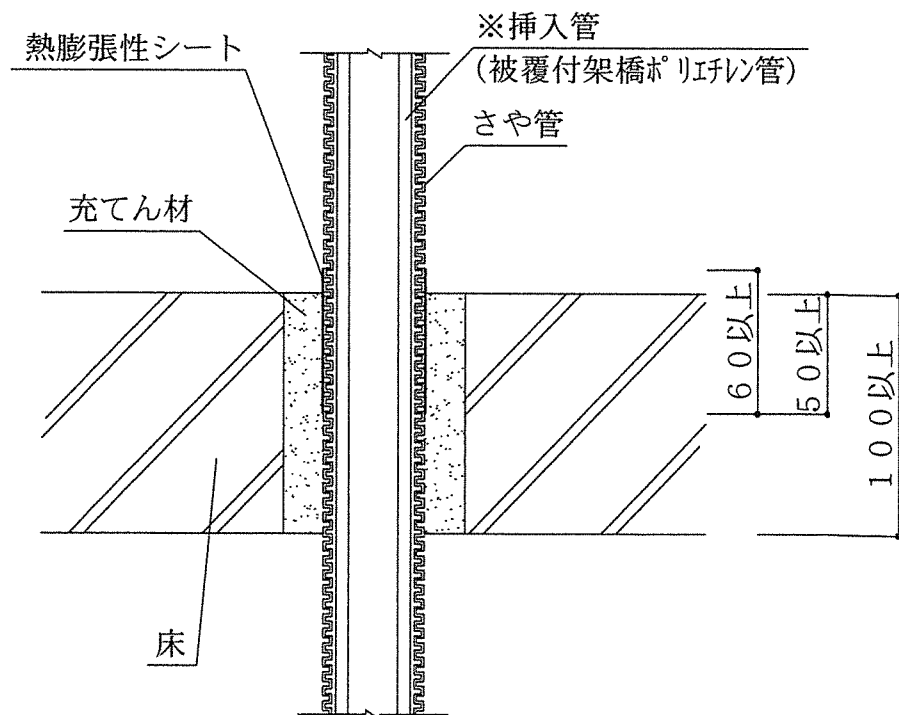 熱膨張性シート
※挿入管
(被覆付架橋ポリエチレン管)
さや管
充てん材
60以上
50以上
100以上
床